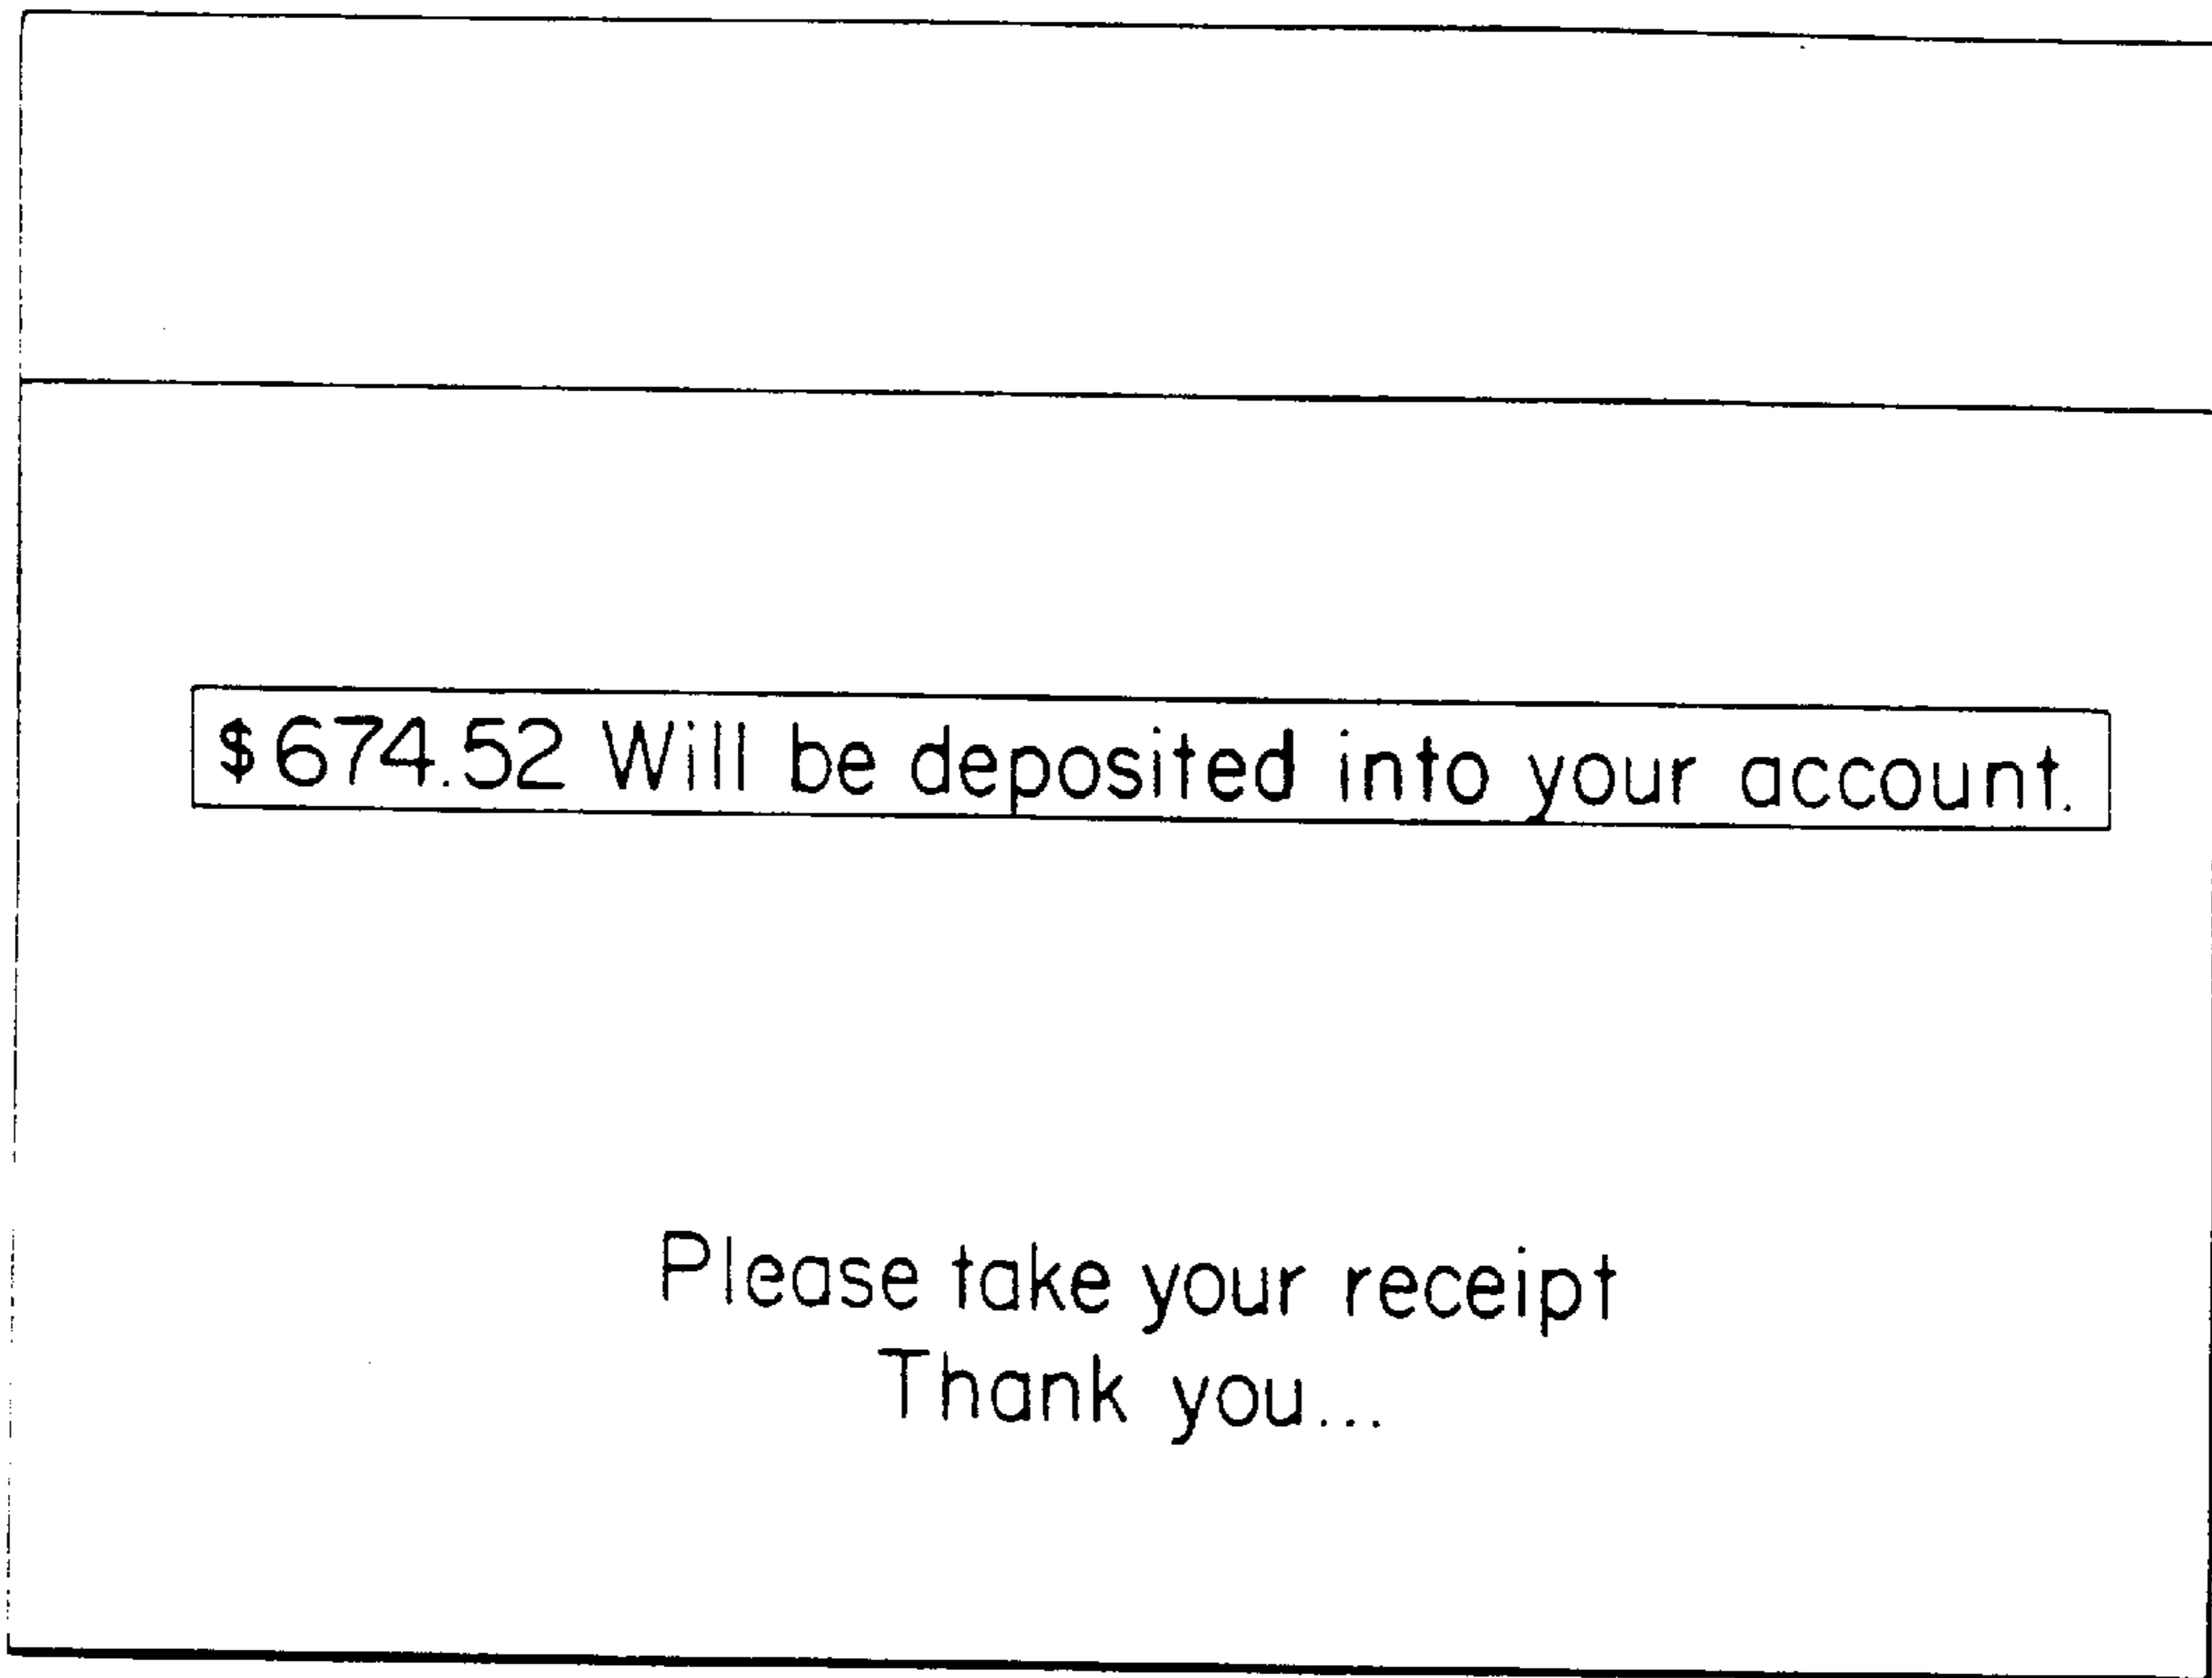 $674.52 Will be deposited into your account.
Please take your receipt
Thank you...